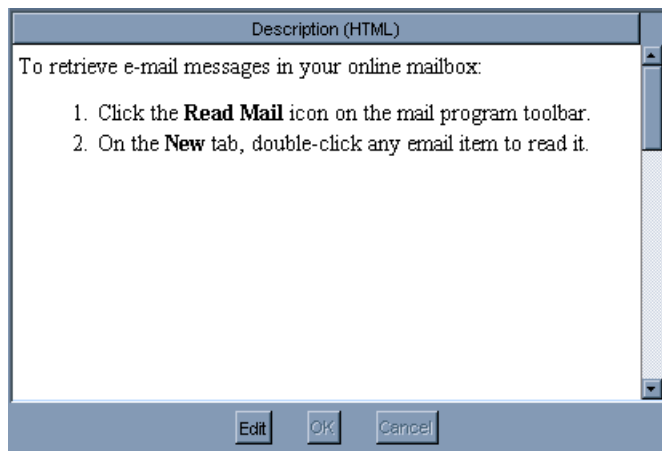 Description (HTML)
To retrieve e-mail messages in your online mailbox:
1. Click the Read Mail icon on the mail program toolbar.
2. On the New tab, double-click any email item to read it.
Edit OK Cancel